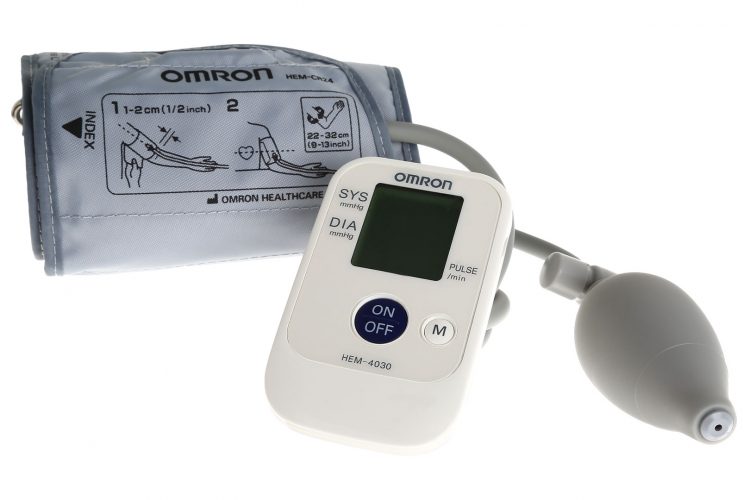 OMRON HEM-CR24
1 1-2cm(1/2inch) 2
22-32cm
(9-13inch)
INDEX
OMRON HEALTHCARE
OMRON
SYS
mmHg
DIA
mmHg
PULSE
/min
ON
OFF
M
HEM-4030